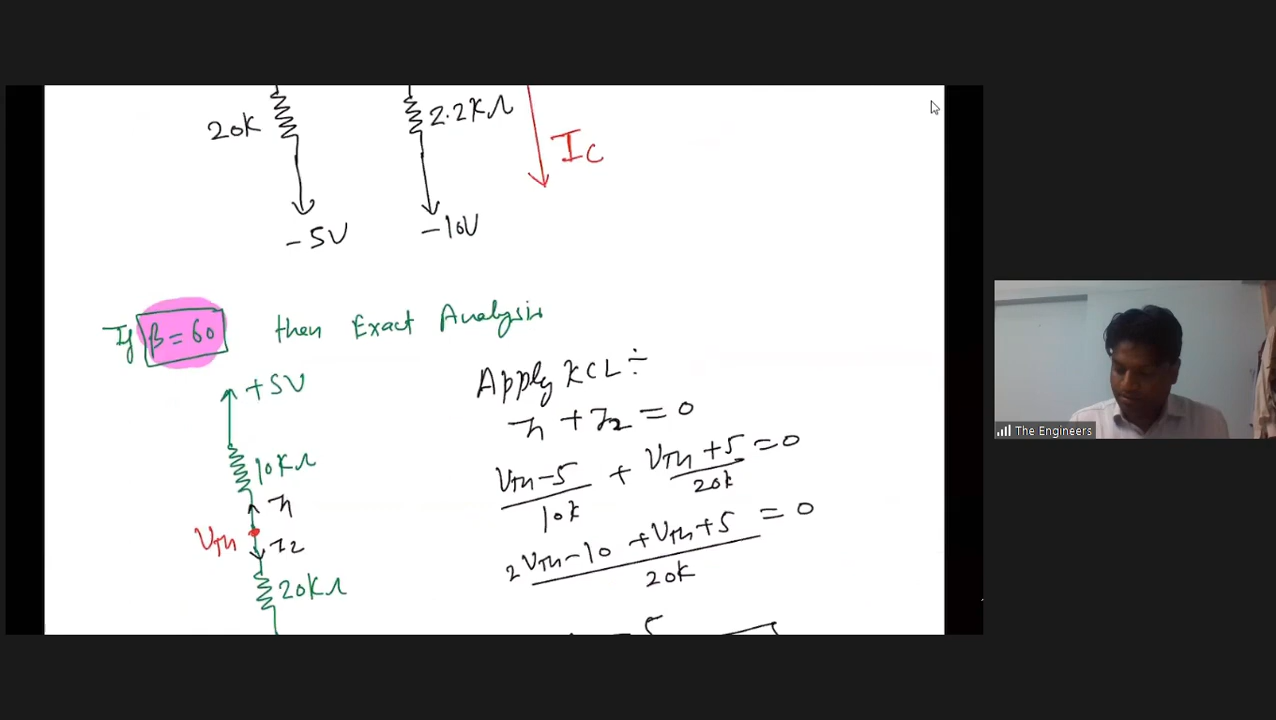 20k
2.2kΩ
IC
-5V
-10V
If β=60 then Exact Analysis
+5V
Apply KCL ÷
I1 + I2 = 0
10kΩ
VTH-5/10k + VTH+5/20k = 0
I1
VTH
I2
2VTH-10 + VTH+5/20k = 0
20kΩ
5
The Engineers